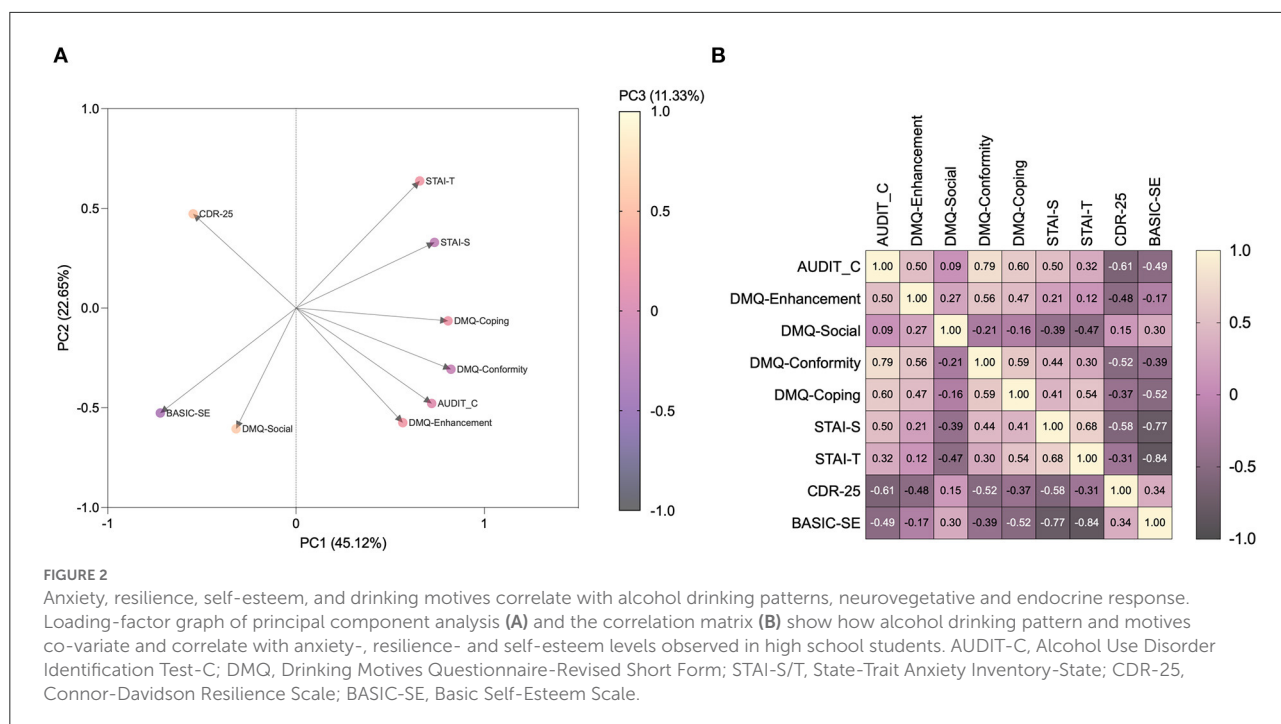 A
B
PC3 (11.33%)
1.0
0.5
0
-0.5
-1.0
1.0
0.5
0.0
-0.5
-1.0
PC2 (22.65%)
-1
0
1
PC1 (45.12%)
STAI-T
CDR-25
STAI-S
DMQ-Coping
DMQ-Conformity
AUDIT_C
DMQ-Enhancement
BASIC-SE
DMQ-Social
AUDIT_C DMQ-Enhancement DMQ-Social DMQ-Conformity DMQ-Coping STAI-S STAI-T CDR-25 BASIC-SE
AUDIT_C 1.00 0.50 0.09 0.79 0.60 0.50 0.32 -0.61 -0.49
DMQ-Enhancement 0.50 1.00 0.27 0.56 0.47 0.21 0.12 -0.48 -0.17
DMQ-Social 0.09 0.27 1.00 -0.21 -0.16 -0.39 -0.47 0.15 0.30
DMQ-Conformity 0.79 0.56 -0.21 1.00 0.59 0.44 0.30 -0.52 -0.39
DMQ-Coping 0.60 0.47 -0.16 0.59 1.00 0.41 0.54 -0.37 -0.52
STAI-S 0.50 0.21 -0.39 0.44 0.41 1.00 0.68 -0.58 -0.77
STAI-T 0.32 0.12 -0.47 0.30 0.54 0.68 1.00 -0.31 -0.84
CDR-25 -0.61 -0.48 0.15 -0.52 -0.37 -0.58 -0.31 1.00 0.34
BASIC-SE -0.49 -0.17 0.30 -0.39 -0.52 -0.77 -0.84 0.34 1.00
1.0
0.5
0
-0.5
-1.0
FIGURE 2
Anxiety, resilience, self-esteem, and drinking motives correlate with alcohol drinking patterns, neurovegetative and endocrine response.
Loading-factor graph of principal component analysis (A) and the correlation matrix (B) show how alcohol drinking pattern and motives
co-variate and correlate with anxiety-, resilience- and self-esteem levels observed in high school students. AUDIT-C, Alcohol Use Disorder
Identification Test-C; DMQ, Drinking Motives Questionnaire-Revised Short Form; STAI-S/T, State-Trait Anxiety Inventory-State; CDR-25,
Connor-Davidson Resilience Scale; BASIC-SE, Basic Self-Esteem Scale.